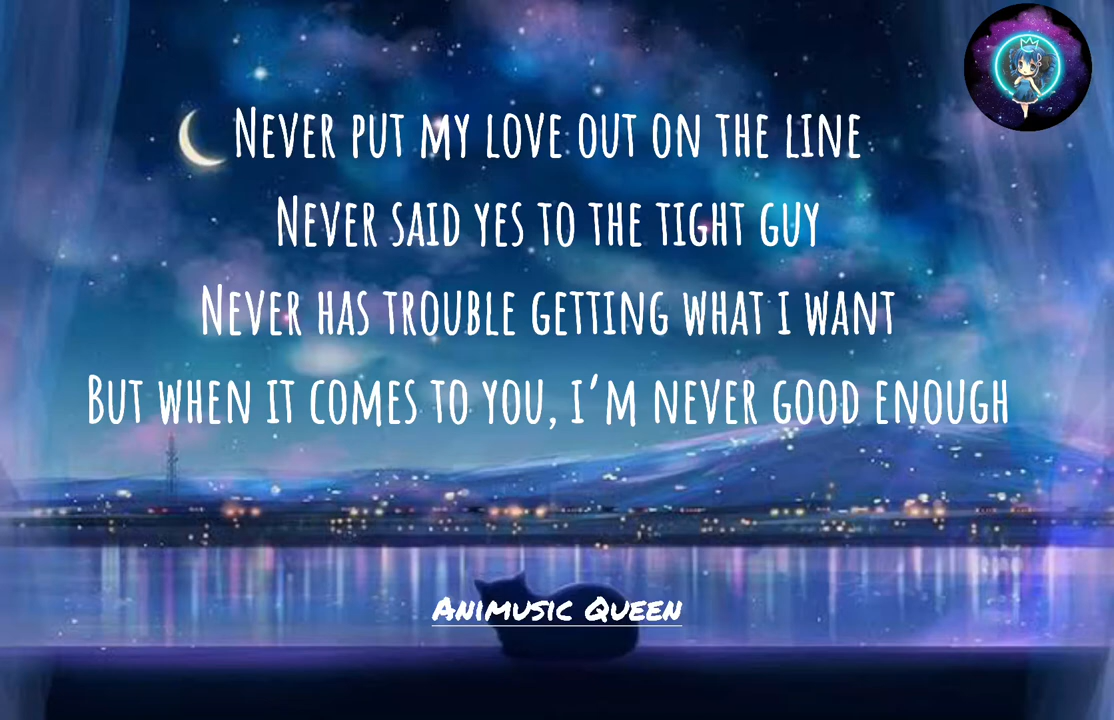 Never put my love out on the line
Never said yes to the tight guy
Never has trouble getting what i want
But when it comes to you, i'm never good enough
Animusic Queen